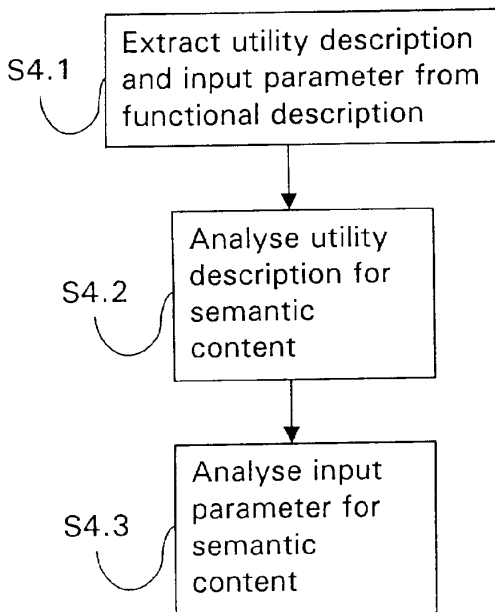 S4.1
Extract utility description
and input parameter from
functional description
S4.2
Analyse utility
description for
semantic
content
S4.3
Analyse input
parameter for
semantic
content